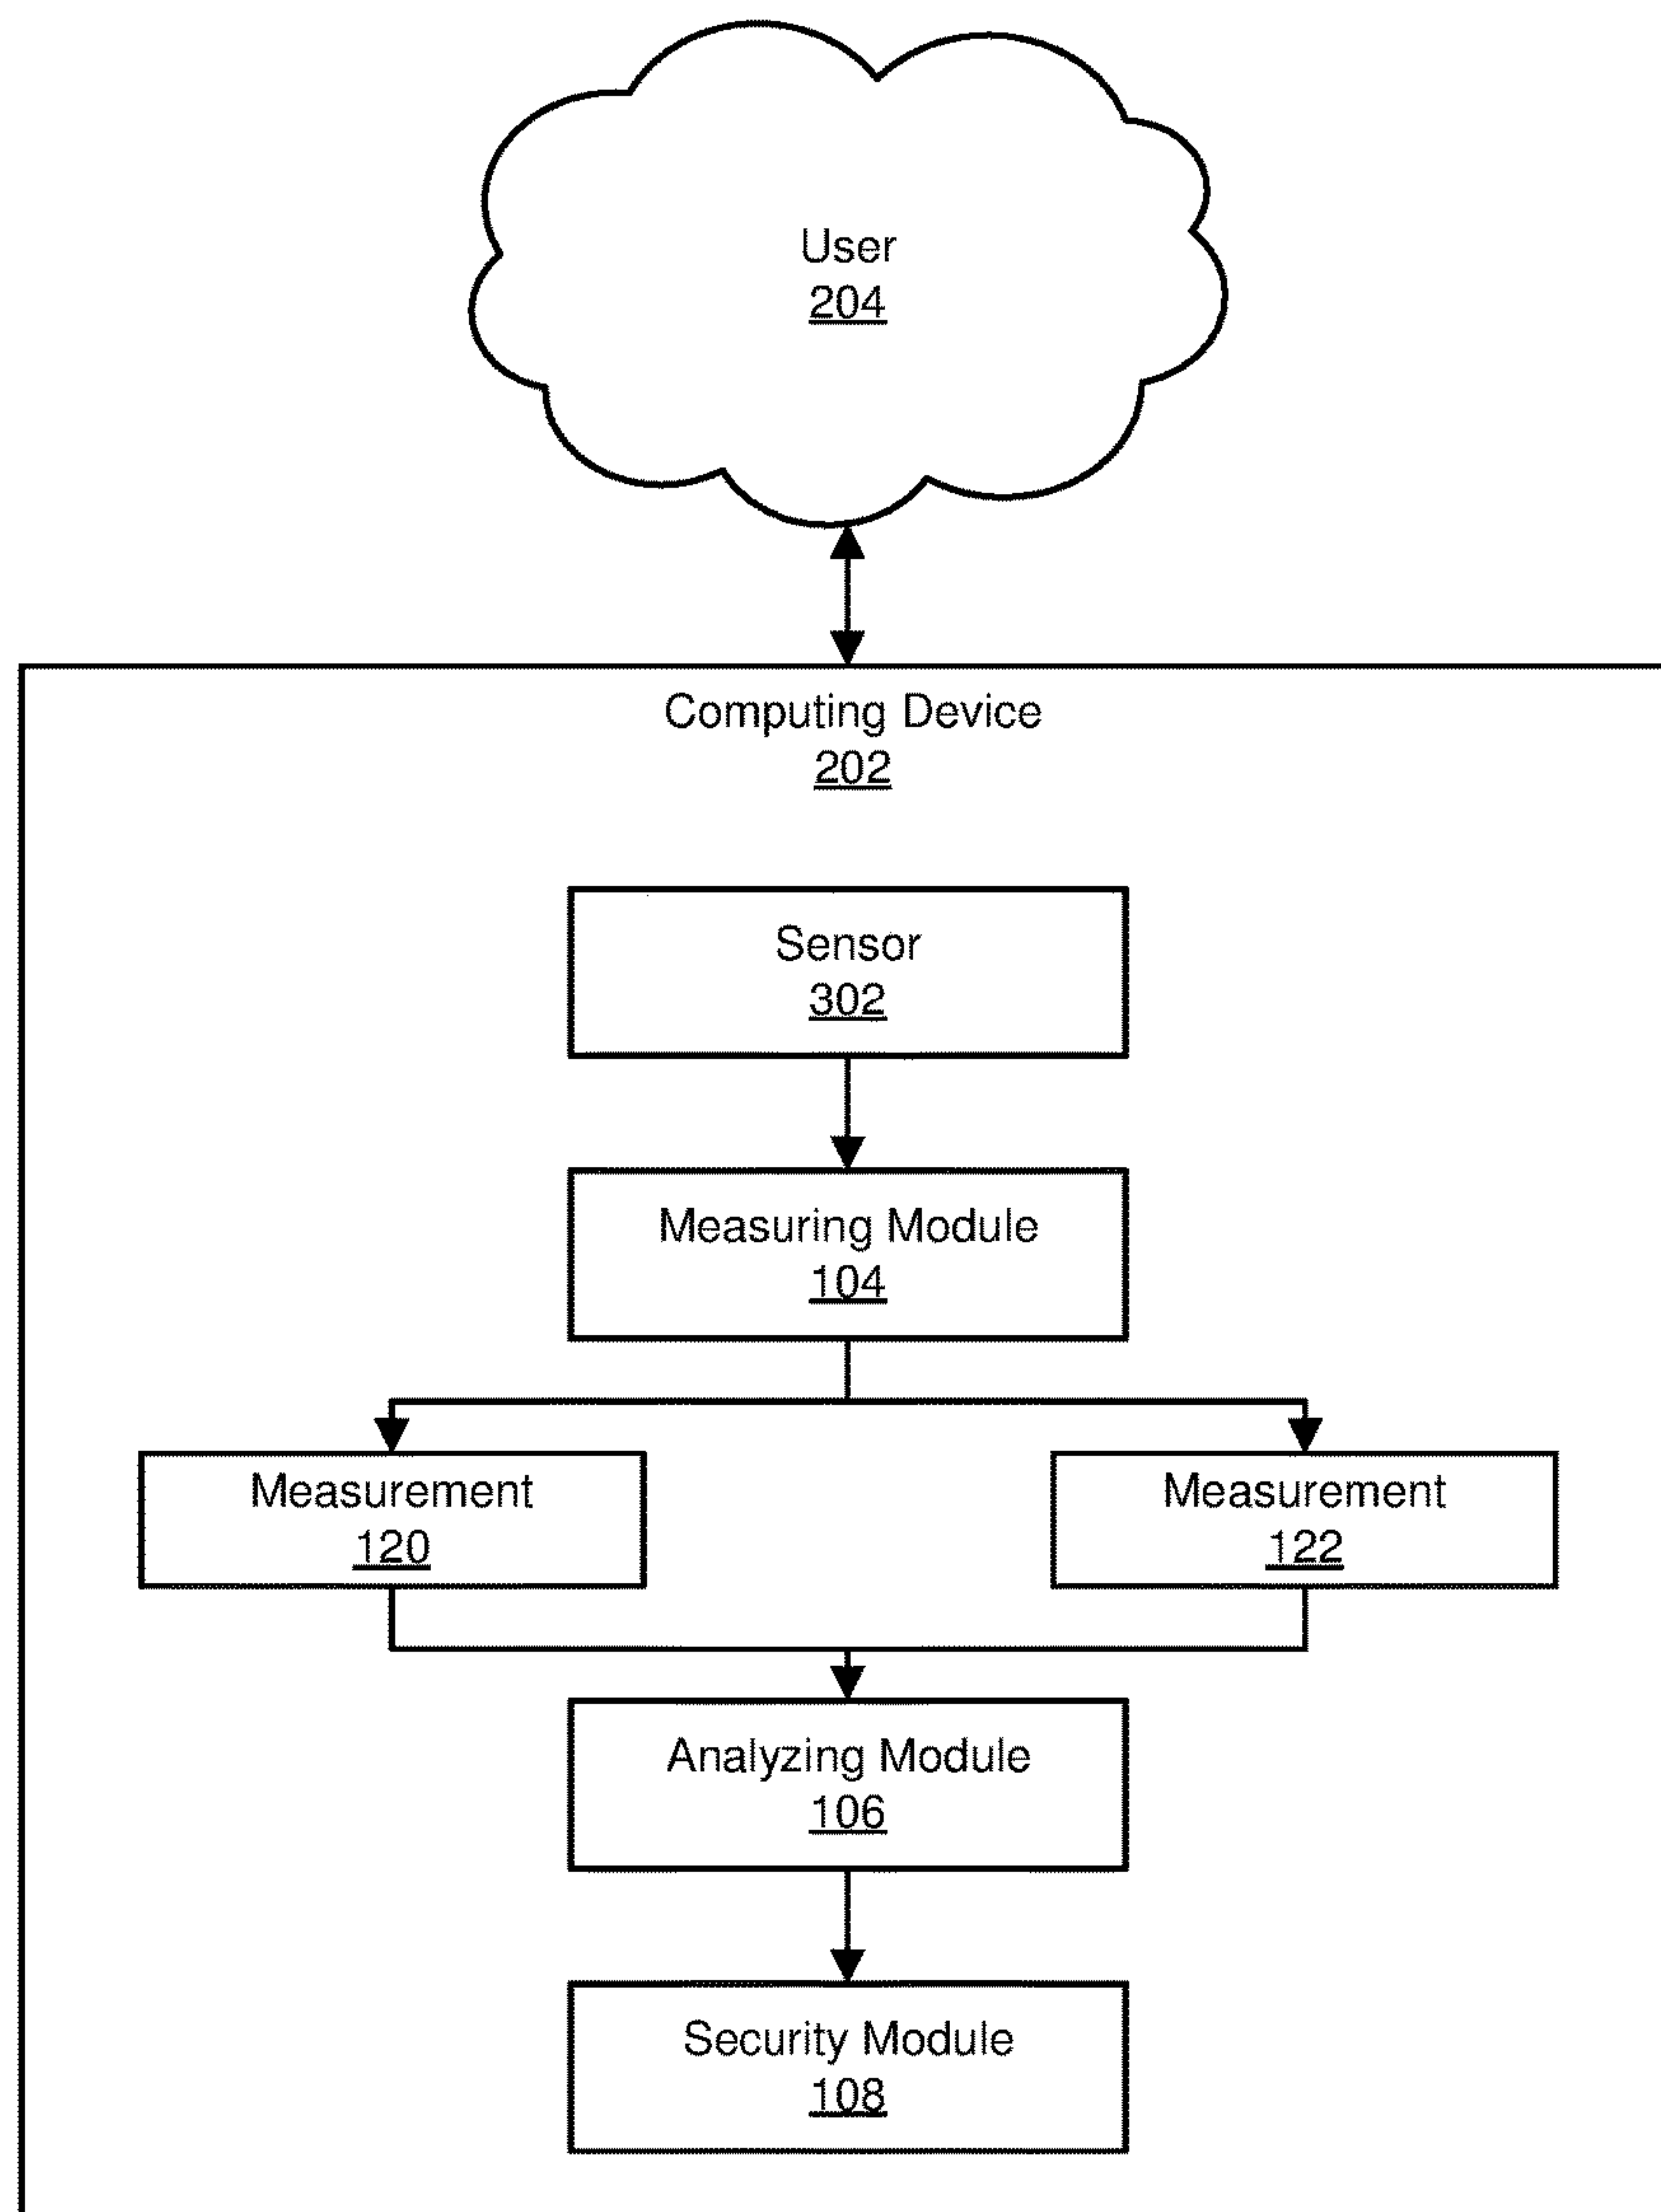 User
204
Computing Device
202
Sensor
302
Measuring Module
104
Measurement
120
Measurement
122
Analyzing Module
106
Security Module
108